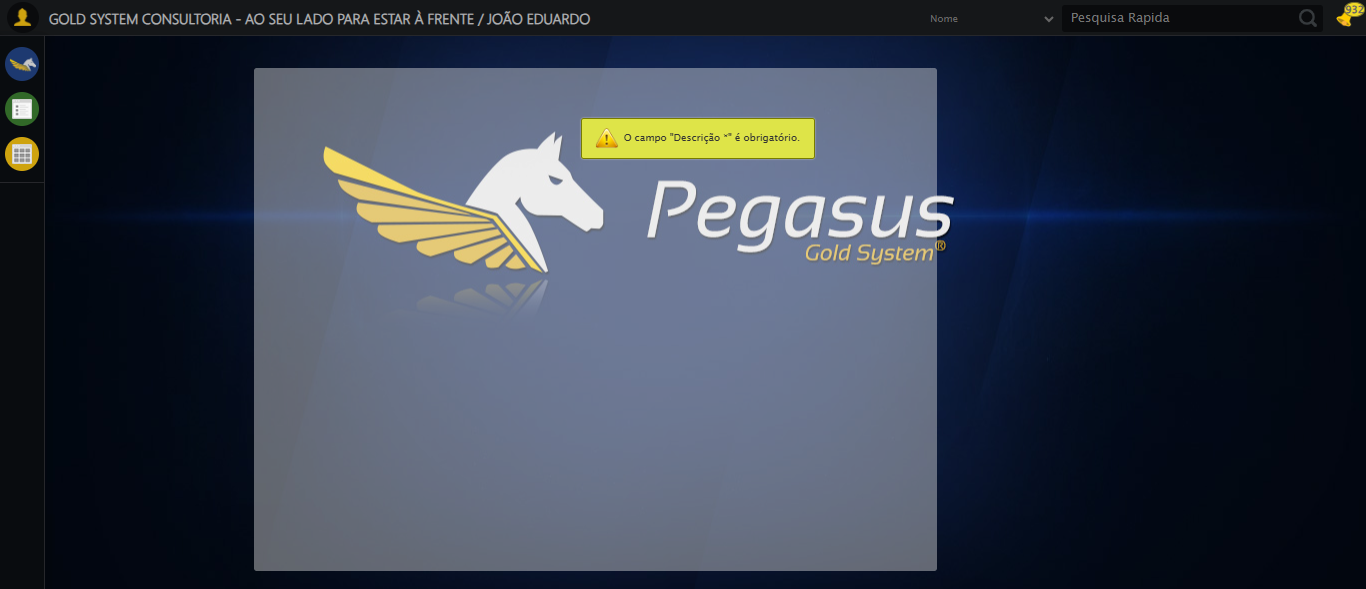 GOLD SYSTEM CONSULTORIA - AO SEU LADO PARA ESTAR À FRENTE / JOÃO EDUARDO
Nome
Pesquisa Rapida
932
O campo "Descrição *" é obrigatório.
Pegasus
Gold System®